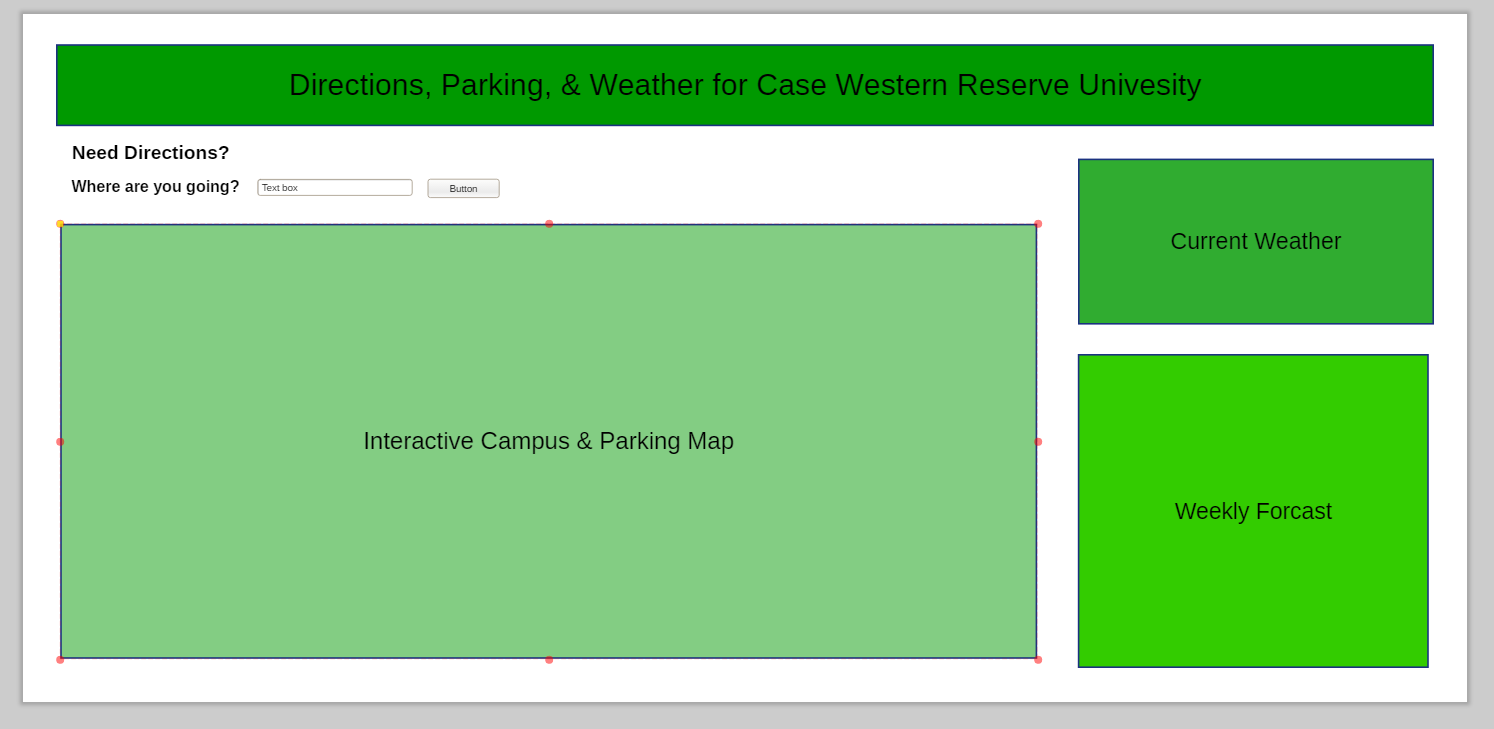 Directions, Parking, & Weather for Case Western Reserve Univesity
Need Directions?
Where are you going?
Text box
Button
Current Weather
Interactive Campus & Parking Map
Weekly Forcast